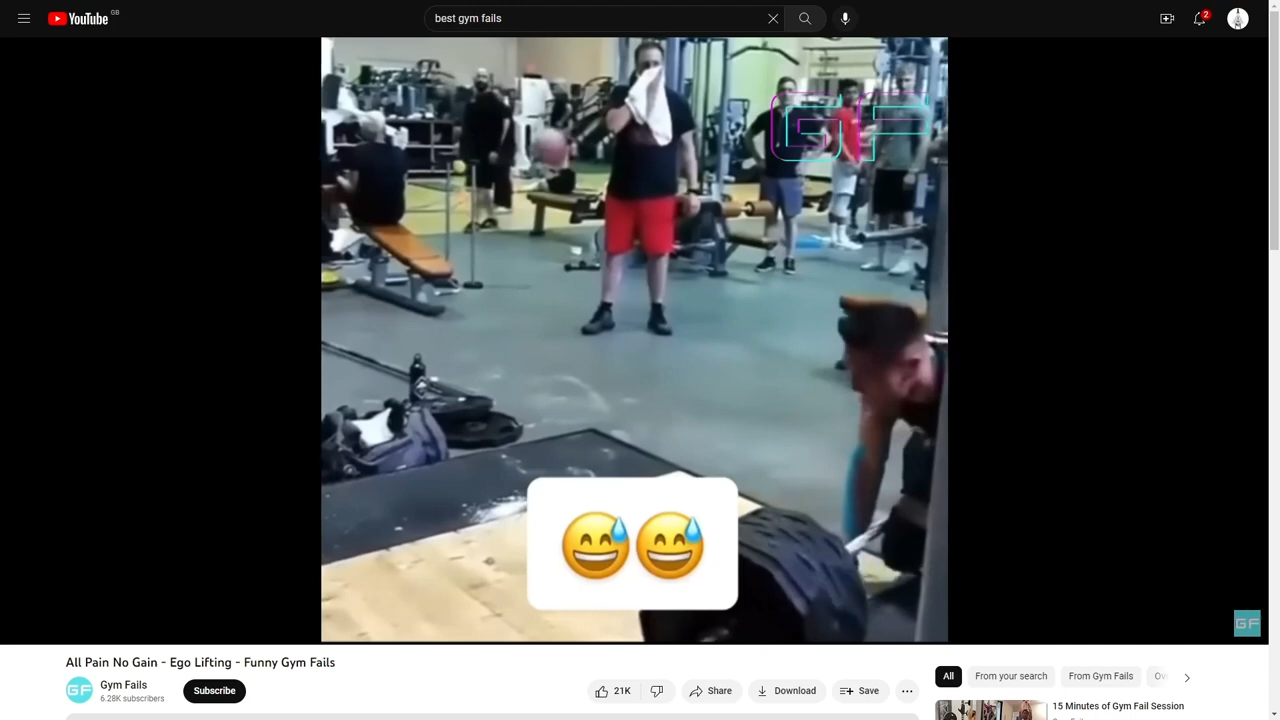 YouTube GB
best gym fails
2
GF
GF
All Pain No Gain - Ego Lifting - Funny Gym Fails
GF
Gym Fails
6.28K subscribers
Subscribe
21K
Share
Download
Save
All
From your search
From Gym Fails
15 Minutes of Gym Fail Session